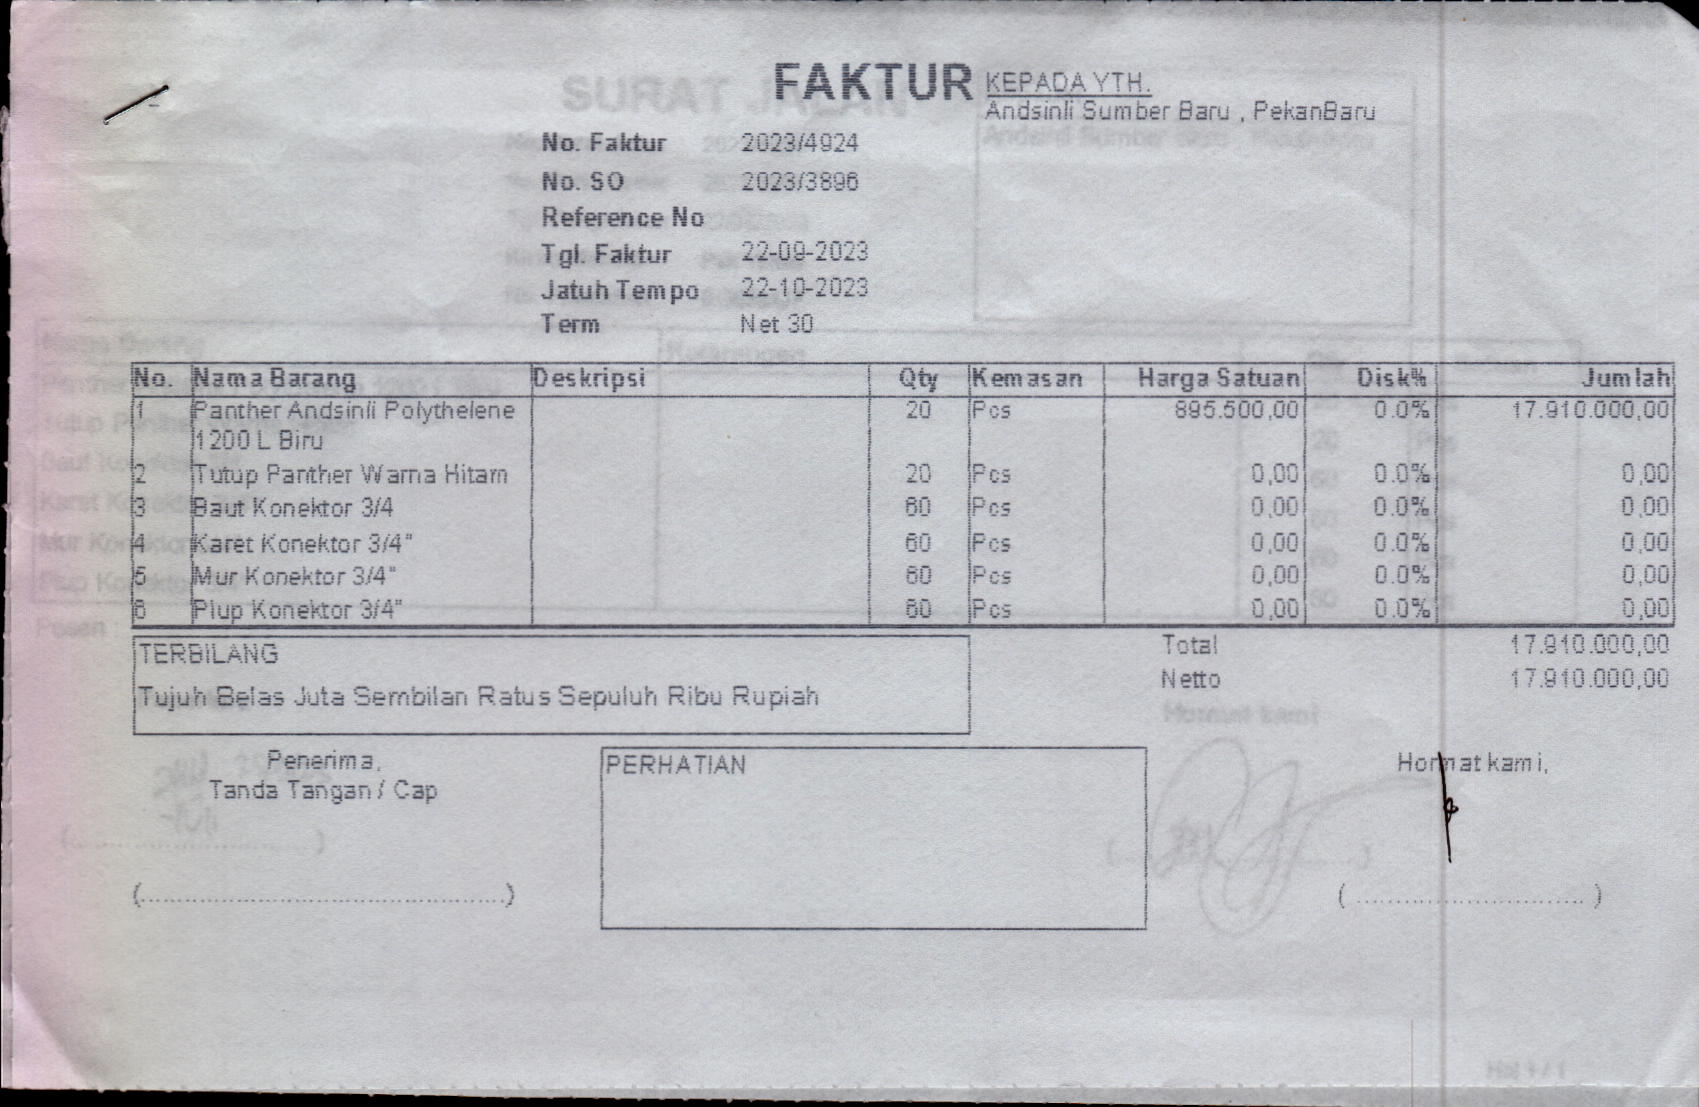 FAKTUR
KEPADA YTH.
Andsinli Sumber Baru , PekanBaru
No. Faktur 2023/4924
No. SO 2023/3896
Reference No
Tgl. Faktur 22-09-2023
Jatuh Tempo 22-10-2023
Term Net 30
No. Nama Barang Deskripsi Qty Kemasan Harga Satuan Disk% Jumlah
1 Panther Andsinli Polythelene 20 Pcs 895.500,00 0.0% 17.910.000,00
1200 L Biru
2 Tutup Panther Warna Hitam 20 Pcs 0,00 0.0% 0,00
3 Baut Konektor 3/4 60 Pcs 0,00 0.0% 0,00
4 Karet Konektor 3/4" 60 Pcs 0,00 0.0% 0,00
5 Mur Konektor 3/4" 60 Pcs 0,00 0.0% 0,00
6 Plup Konektor 3/4" 60 Pcs 0,00 0.0% 0,00
TERBILANG
Tujuh Belas Juta Sembilan Ratus Sepuluh Ribu Rupiah
Total 17.910.000,00
Netto 17.910.000,00
Penerima,
Tanda Tangan / Cap
PERHATIAN
Hormat kami,
(..............................................)
( ............................. )
SURAT JALAN
Hormat kami
Hal 1 / 1